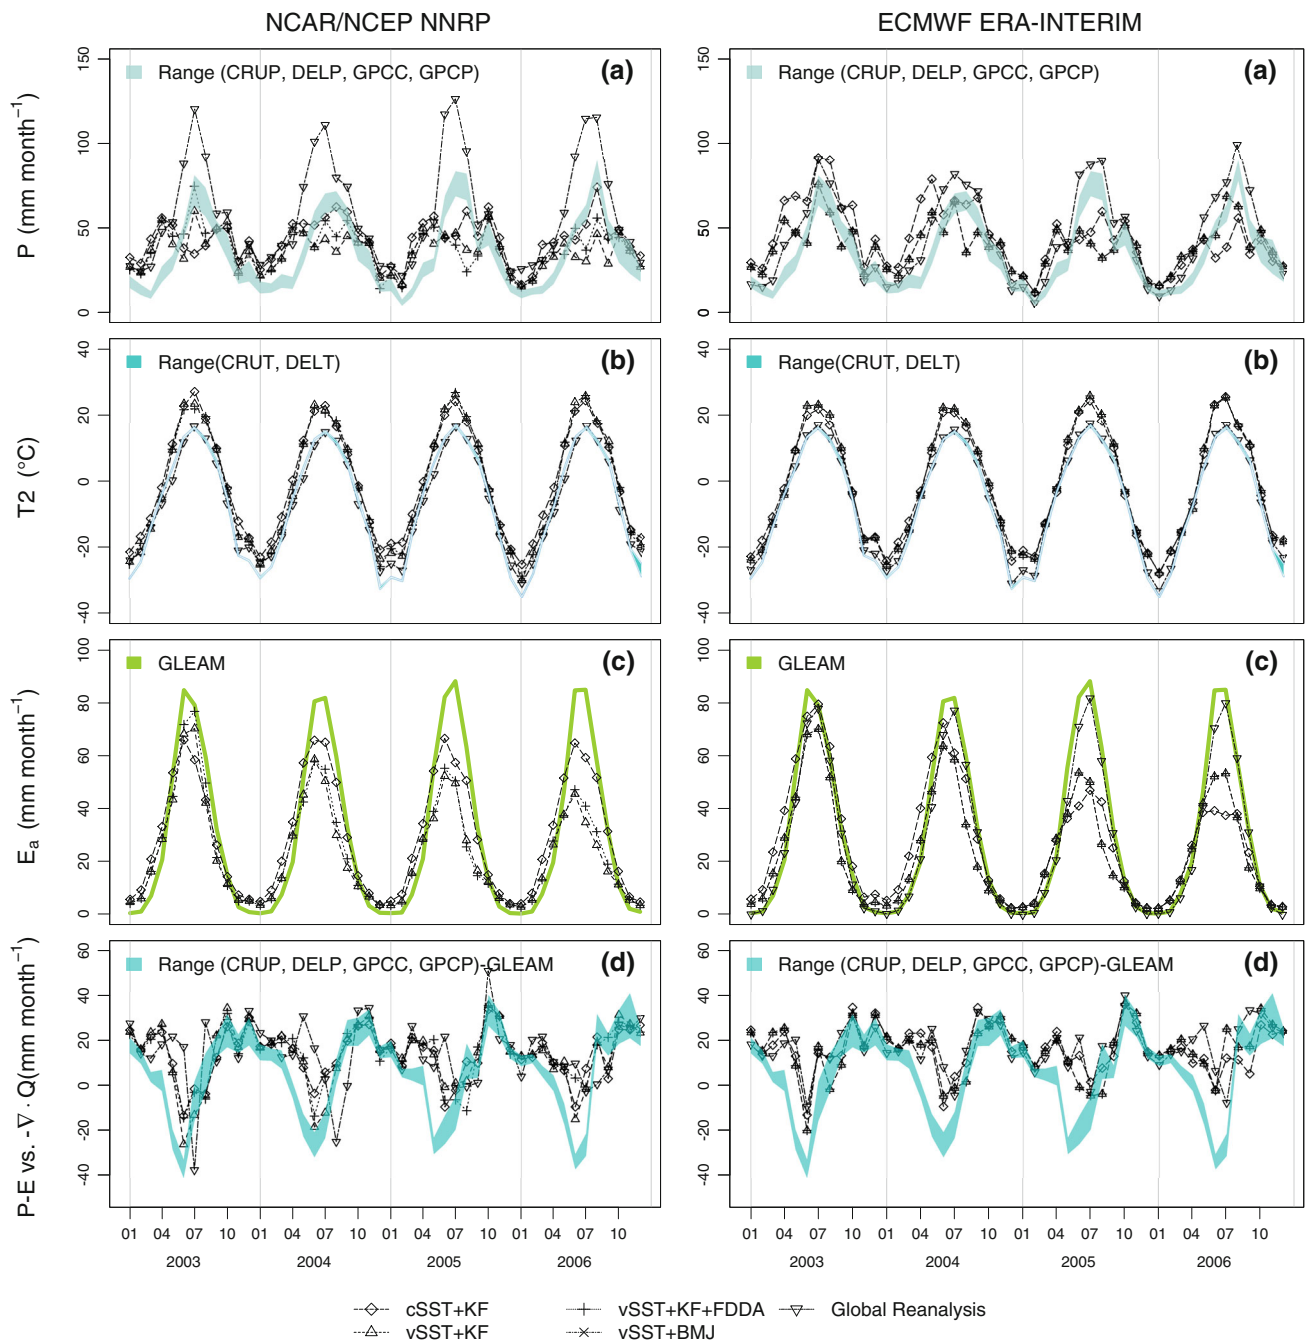 NCAR/NCEP NNRP
ECMWF ERA-INTERIM
P (mm month⁻¹)
150
100
50
0
Range (CRUP, DELP, GPCC, GPCP)
(a)
150
100
50
0
Range (CRUP, DELP, GPCC, GPCP)
(a)
T2 (°C)
40
20
0
-20
-40
Range(CRUT, DELT)
(b)
40
20
0
-20
-40
Range(CRUT, DELT)
(b)
Eₐ (mm month⁻¹)
100
80
60
40
20
0
GLEAM
(c)
100
80
60
40
20
0
GLEAM
(c)
P-E vs. -∇ · Q(mm month⁻¹)
60
40
20
0
-20
-40
Range (CRUP, DELP, GPCC, GPCP)-GLEAM
(d)
60
40
20
0
-20
-40
Range (CRUP, DELP, GPCC, GPCP)-GLEAM
(d)
01 04 07 10 01 04 07 10 01 04 07 10 01 04 07 10
2003 2004 2005 2006
01 04 07 10 01 04 07 10 01 04 07 10 01 04 07 10
2003 2004 2005 2006
cSST+KF vSST+KF+FDDA Global Reanalysis
vSST+KF vSST+BMJ